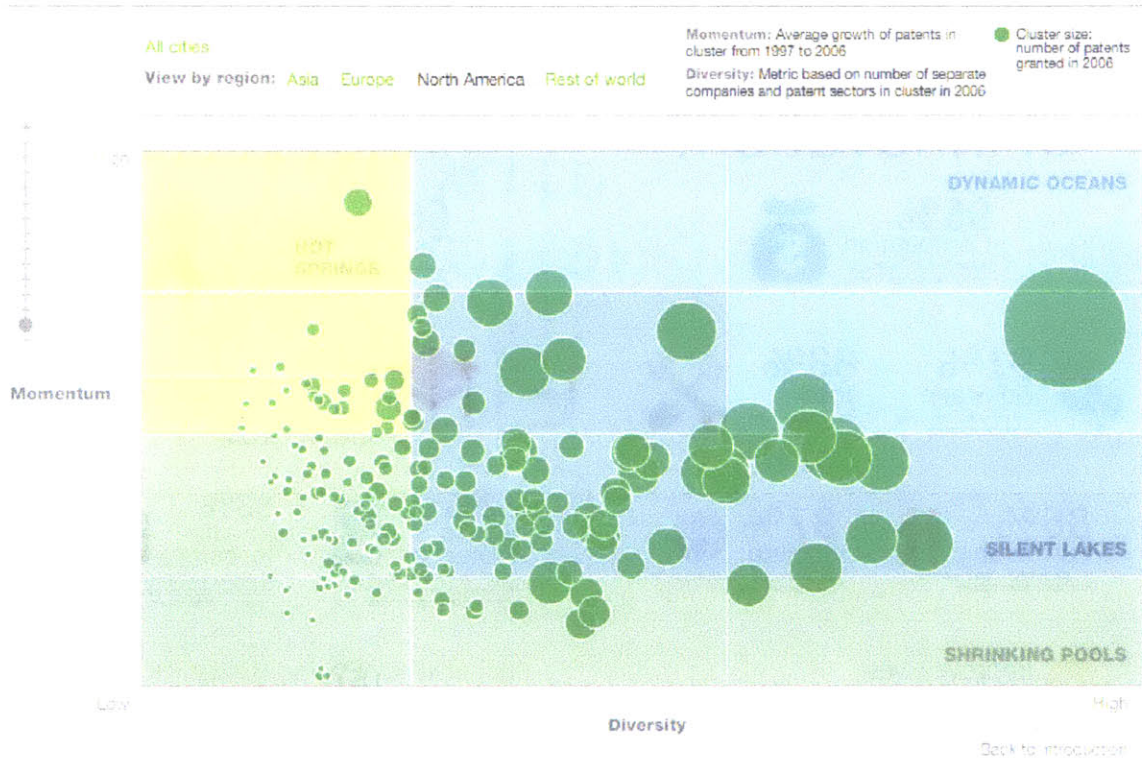 All cities
View by region: Asia Europe North America Rest of world
Momentum: Average growth of patents in
cluster from 1997 to 2006
Diversity: Metric based on number of separate
companies and patent sectors in cluster in 2006
Cluster size:
number of patents
granted in 2006
DYNAMIC OCEANS
HOT
SPRINGS
Momentum
SILENT LAKES
SHRINKING POOLS
Low
High
Diversity
Back to introduction